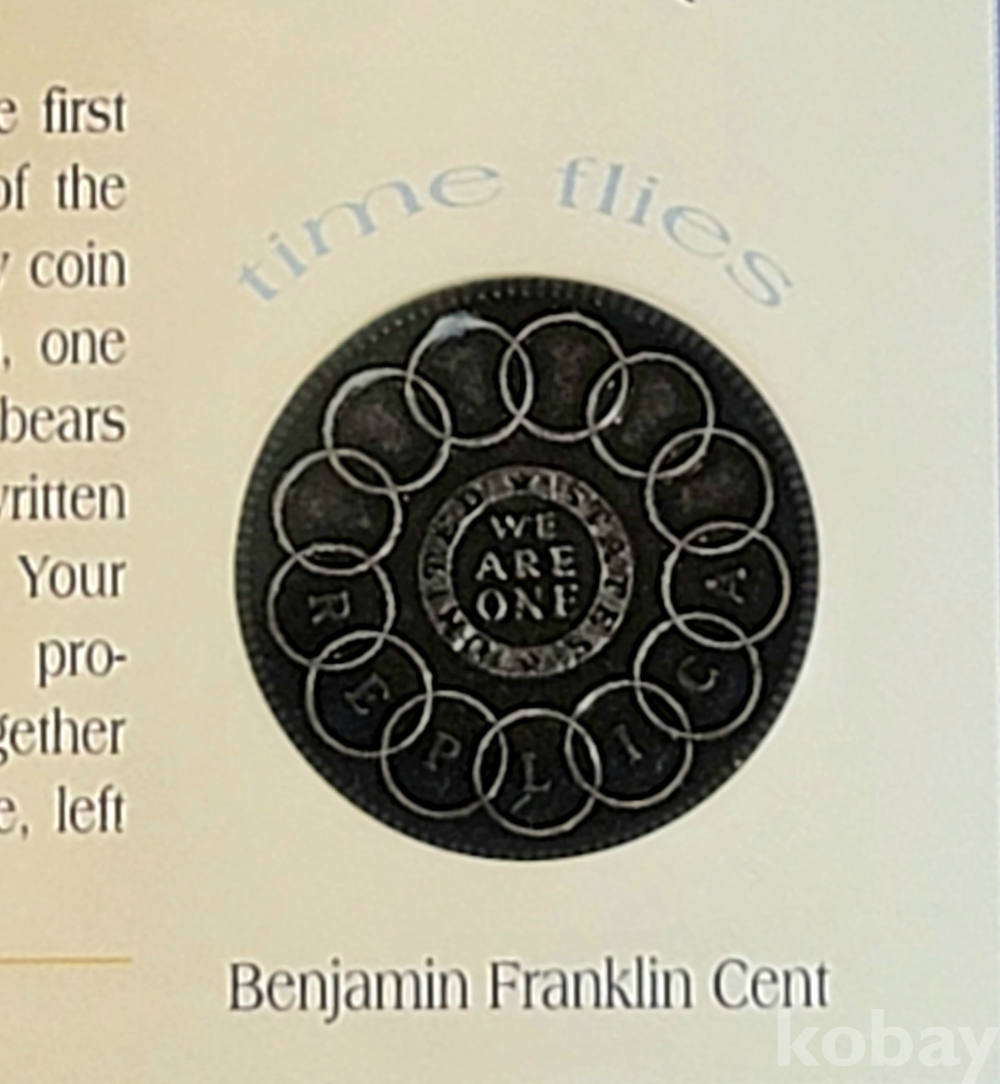 e first
of the
y coin
, one
bears
vritten
Your
pro-
gether
e, left
time flies
UNITED STATES
WE
ARE
ONE
REPLICA
Benjamin Franklin Cent
kobay